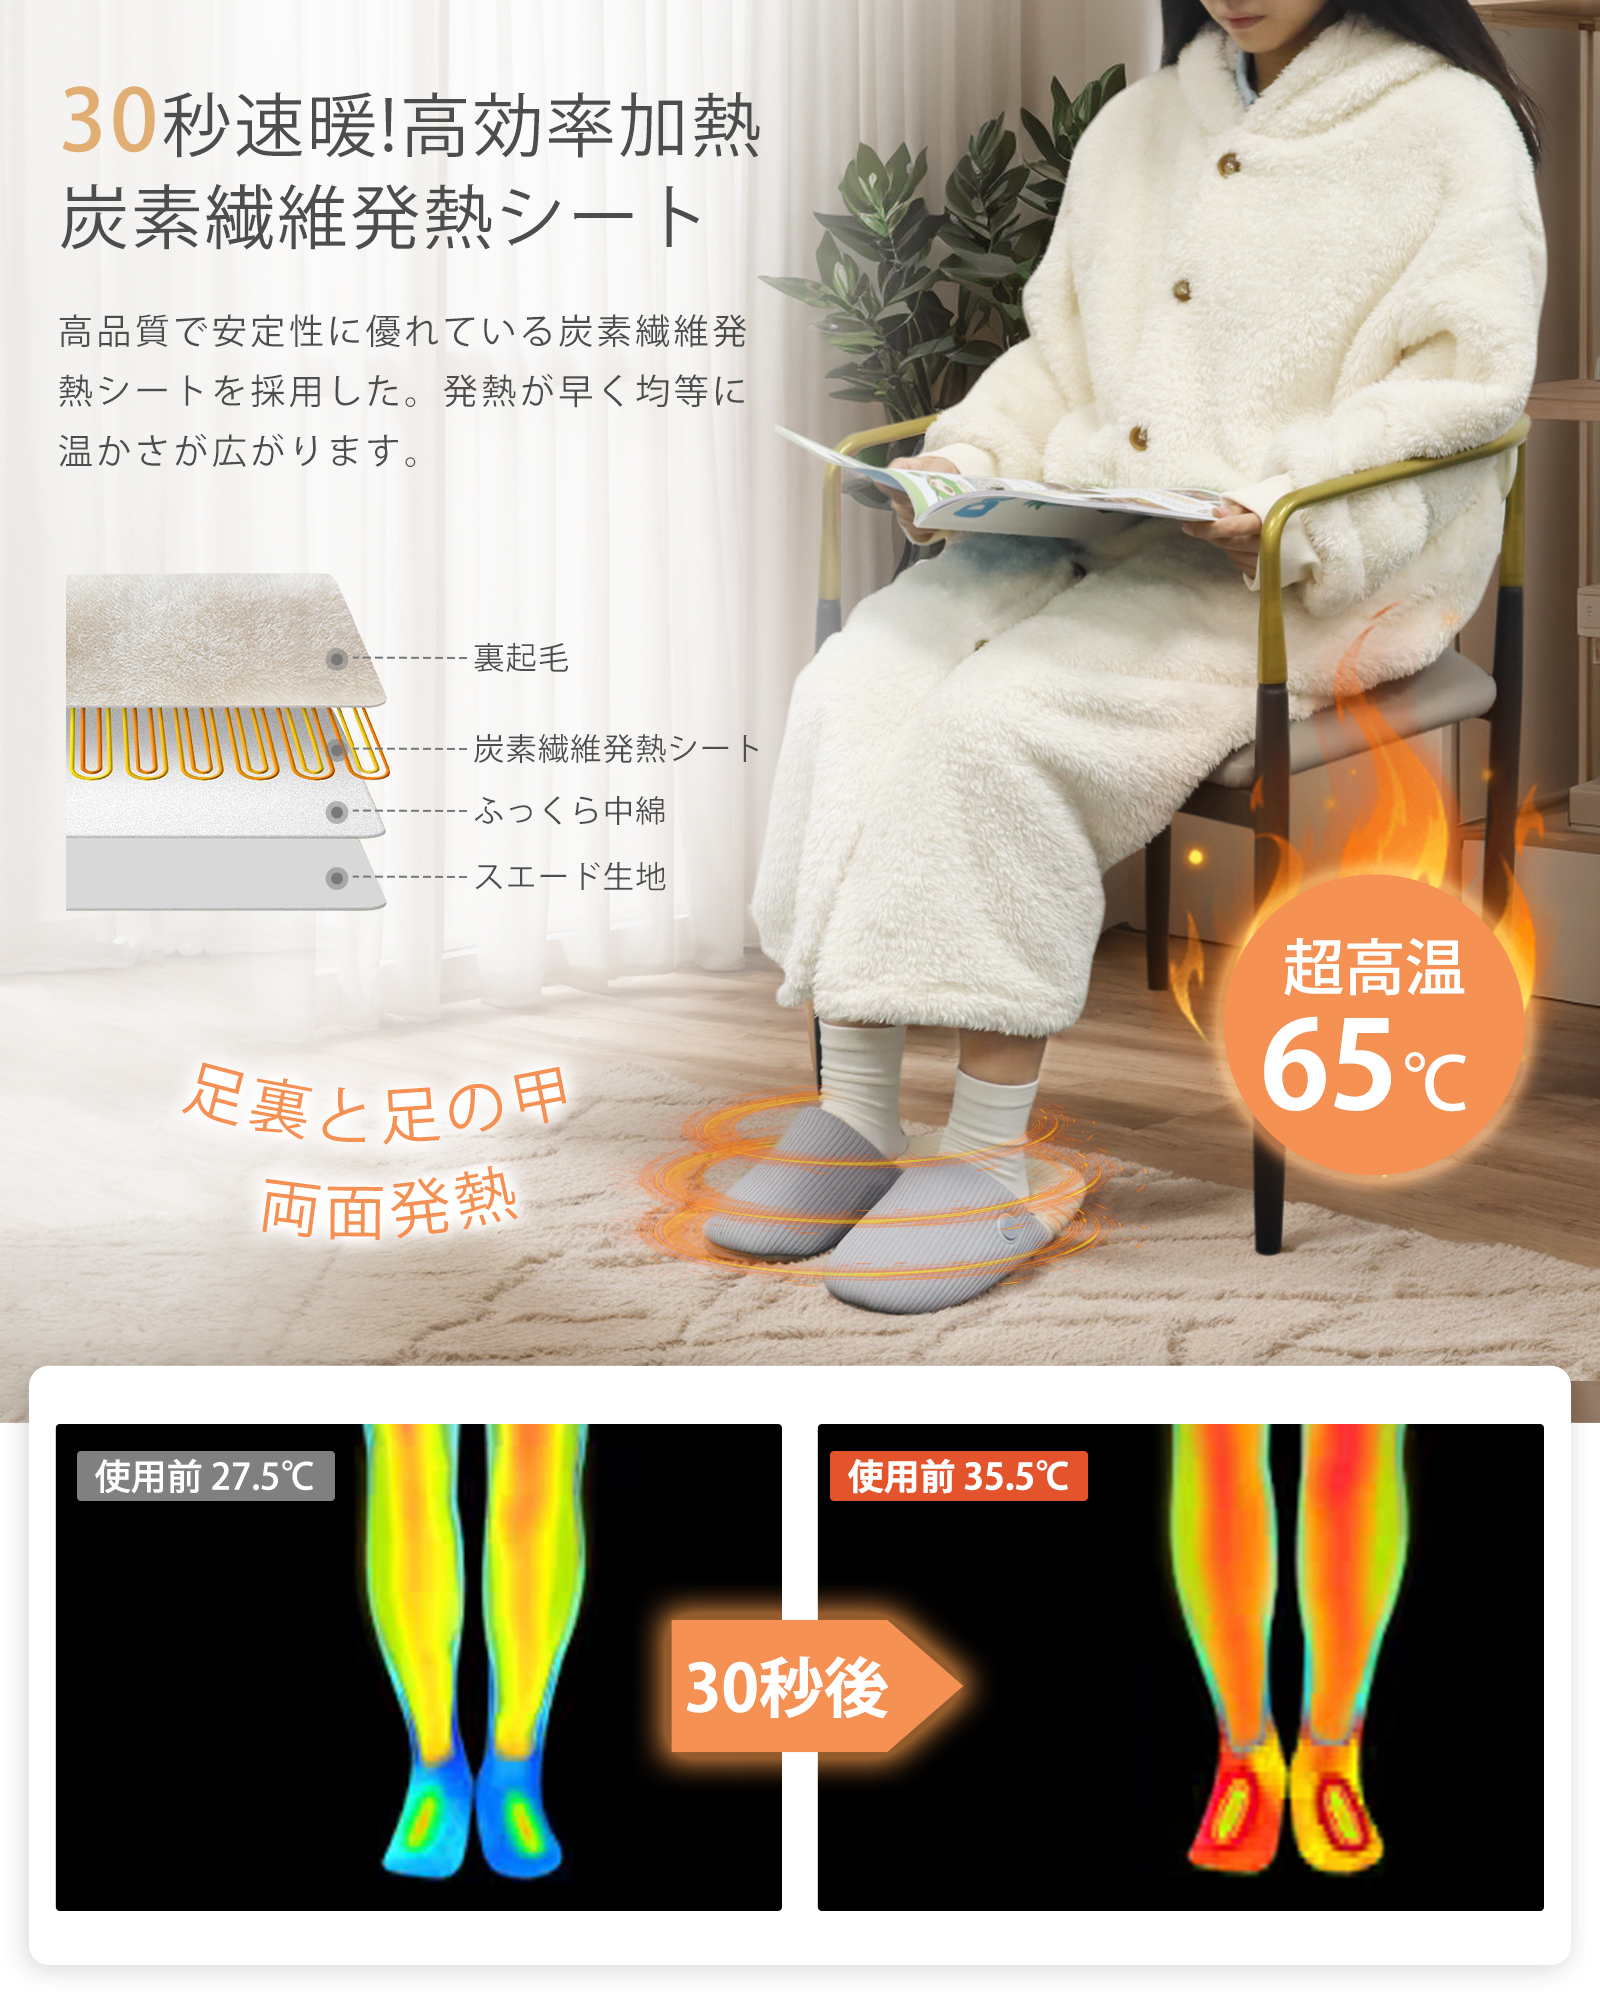 30秒速暖!高効率加熱
炭素繊維発熱シート
高品質で安定性に優れている炭素繊維発
熱シートを採用した。発熱が早く均等に
温かさが広がります。
裏起毛
炭素繊維発熱シート
ふっくら中綿
スエード生地
超高温
65℃
足裏と足の甲
両面発熱
使用前 27.5℃
使用前 35.5℃
30秒後